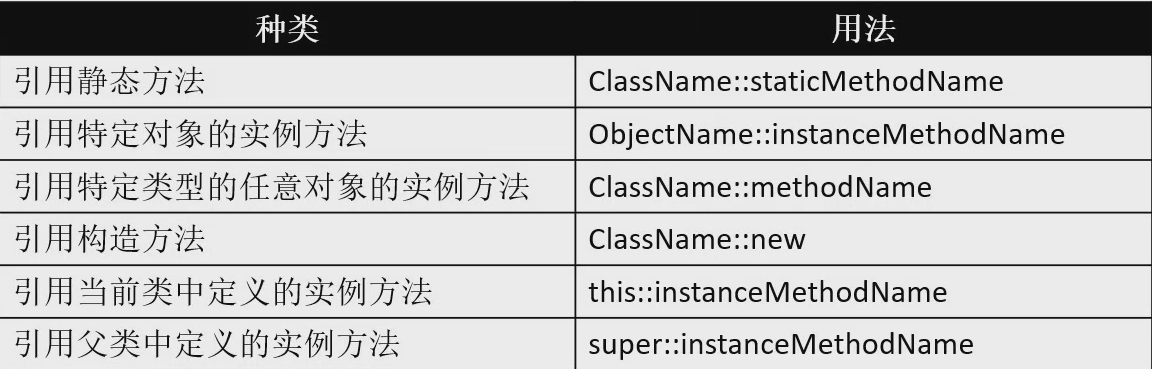 种类 用法
引用静态方法 ClassName::staticMethodName
引用特定对象的实例方法 ObjectName::instanceMethodName
引用特定类型的任意对象的实例方法 ClassName::methodName
引用构造方法 ClassName::new
引用当前类中定义的实例方法 this::instanceMethodName
引用父类中定义的实例方法 super::instanceMethodName